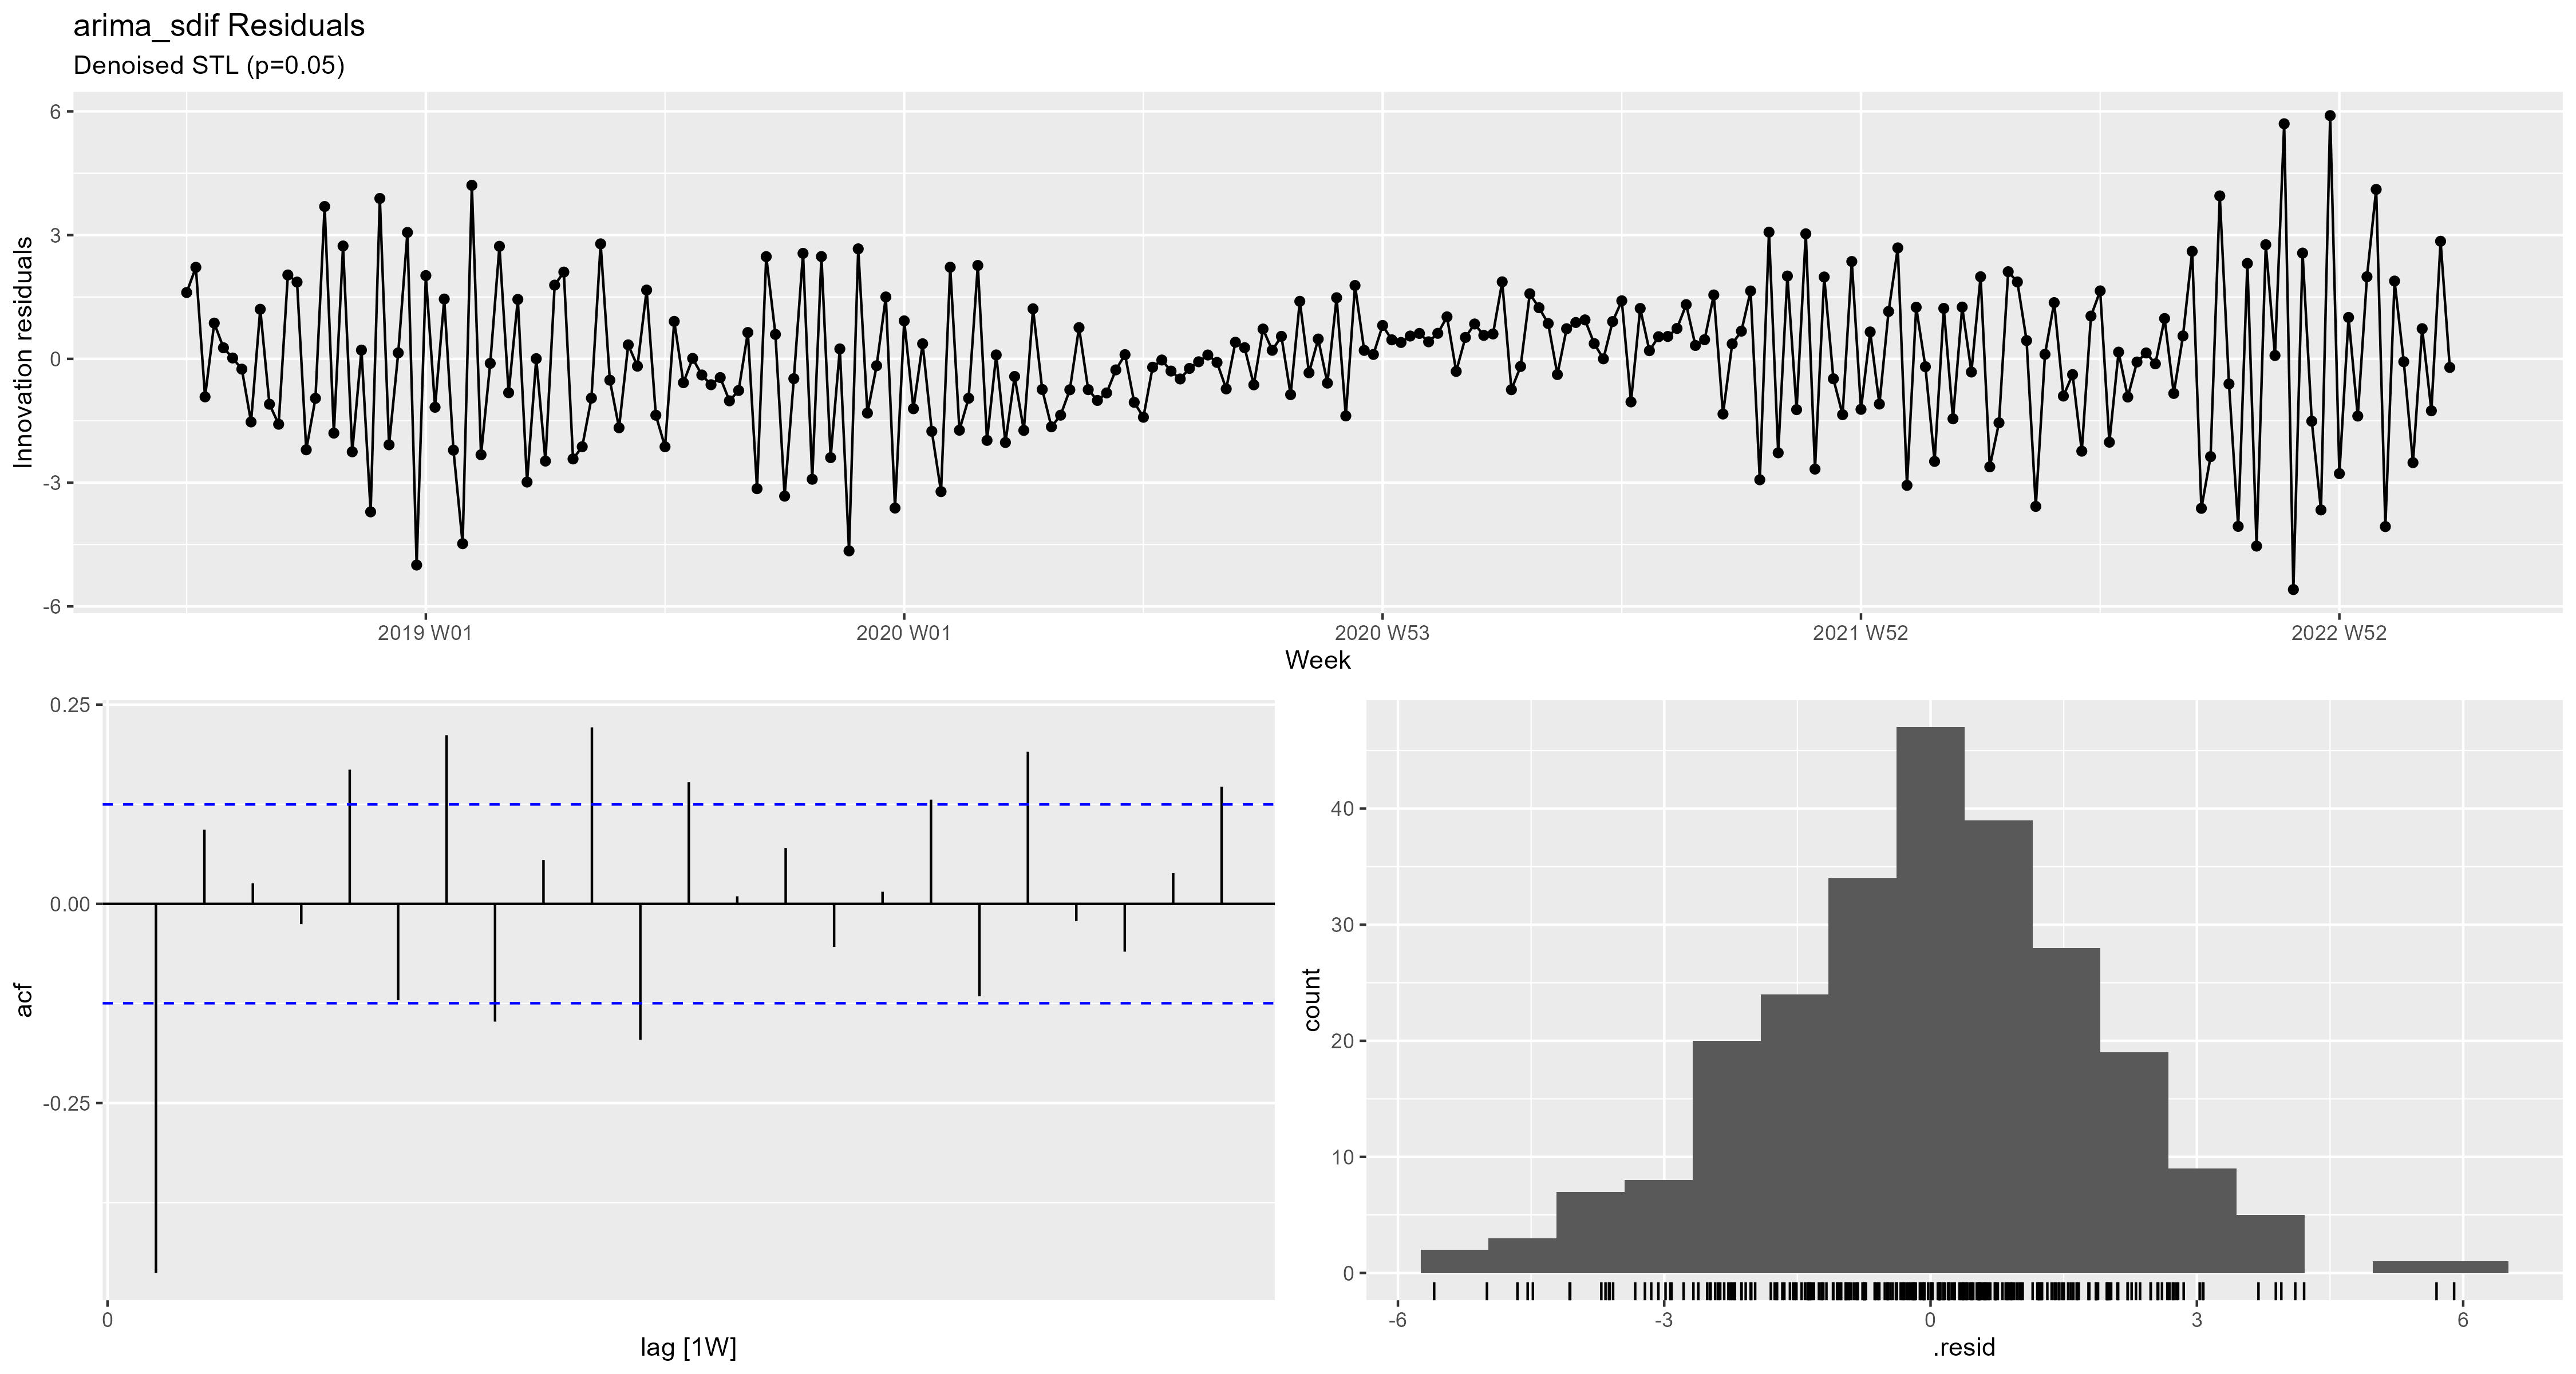 arima_sdif Residuals
Denoised STL (p=0.05)
Innovation residuals
6
3
0
-3
-6
2019 W01
2020 W01
2020 W53
2021 W52
2022 W52
Week
acf
0.25
0.00
-0.25
0
lag [1W]
count
40
30
20
10
0
-6
-3
0
3
6
.resid